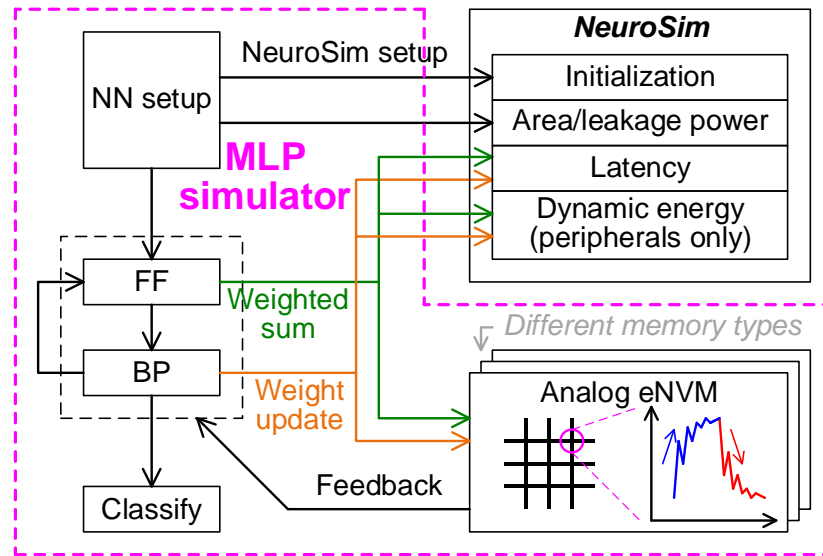 NeuroSim
NeuroSim setup
NN setup
Initialization
Area/leakage power
MLP
simulator
Latency
Dynamic energy
(peripherals only)
FF
Weighted
sum
Different memory types
BP
Weight
update
Analog eNVM
Feedback
Classify